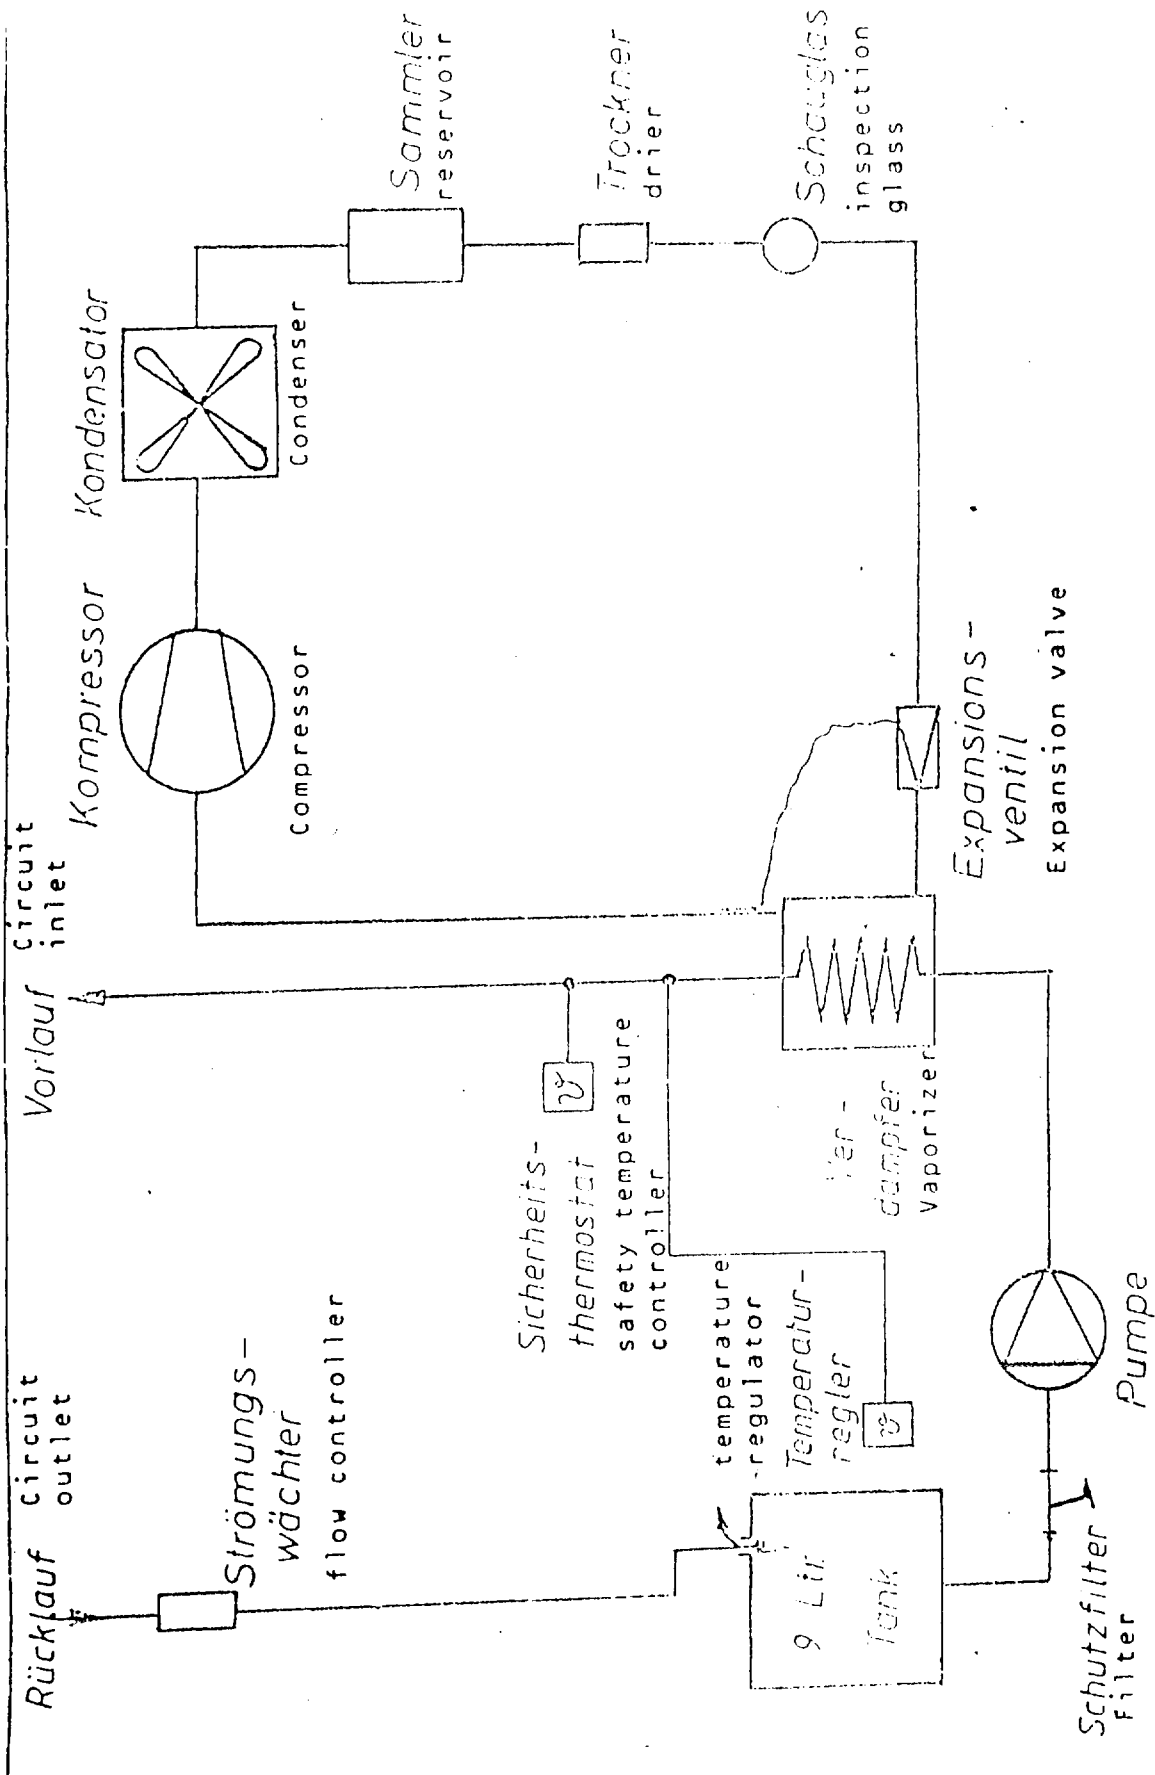 Rücklauf
Circuit
outlet
Vorlauf
Circuit
inlet
Strömungs-
wächter
flow controller
Kompressor
Compressor
Kondensator
Condenser
Sammler
reservoir
Trockner
drier
Schauglas
inspection
glass
Sicherheits-
thermostat
safety temperature
controller
ϑ
temperature
-regulator
Temperatur-
regler
ϑ
Ver-
dampfer
Vaporizer
Expansions-
ventil
Expansion valve
9 Ltr.
Tank
Pumpe
Schutzfilter
Filter